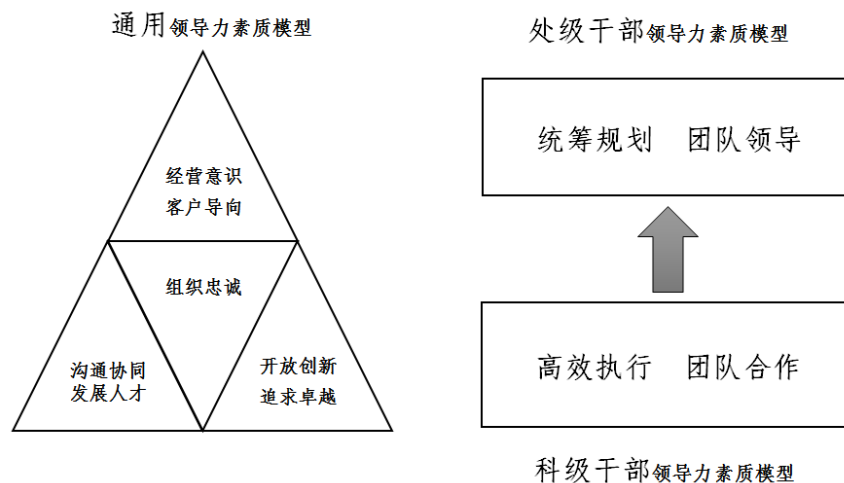 通用领导力素质模型
经营意识
客户导向
组织忠诚
沟通协同
发展人才
开放创新
追求卓越
处级干部领导力素质模型
统筹规划 团队领导
高效执行 团队合作
科级干部领导力素质模型